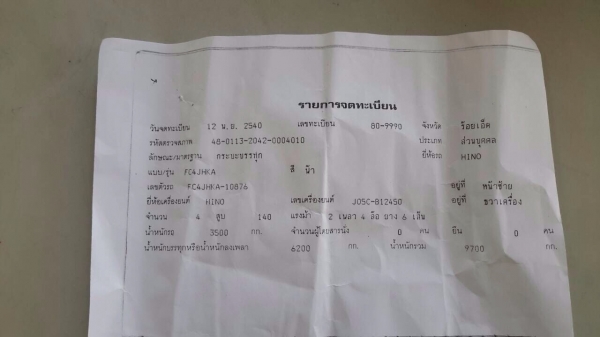 รายการจดทะเบียน
วันจดทะเบียน 12 พ.ย. 2540 เลขทะเบียน 80-9990 จังหวัด ร้อยเอ็ด
รหัสตรวจสภาพ 48-0113-2042-0004010 ประเภท ส่วนบุคคล
ลักษณะ/มาตรฐาน กระบะบรรทุก ยี่ห้อรถ HINO
แบบ/รุ่น FC4JHKA สี ฟ้า
เลขตัวรถ FC4JHKA-10876 อยู่ที่ หน้าซ้าย
ยี่ห้อเครื่องยนต์ HINO เลขเครื่องยนต์ J05C-B12450 อยู่ที่ ขวาเครื่อง
จำนวน 4 สูบ 140 แรงม้า 2 เพลา 4 ล้อ ยาง 6 เส้น
น้ำหนักรถ 3500 กก. จำนวนผู้โดยสารนั่ง 0 คน ยืน 0 คน
น้ำหนักบรรทุกหรือน้ำหนักลงเพลา 6200 กก. น้ำหนักรวม 9700 กก.